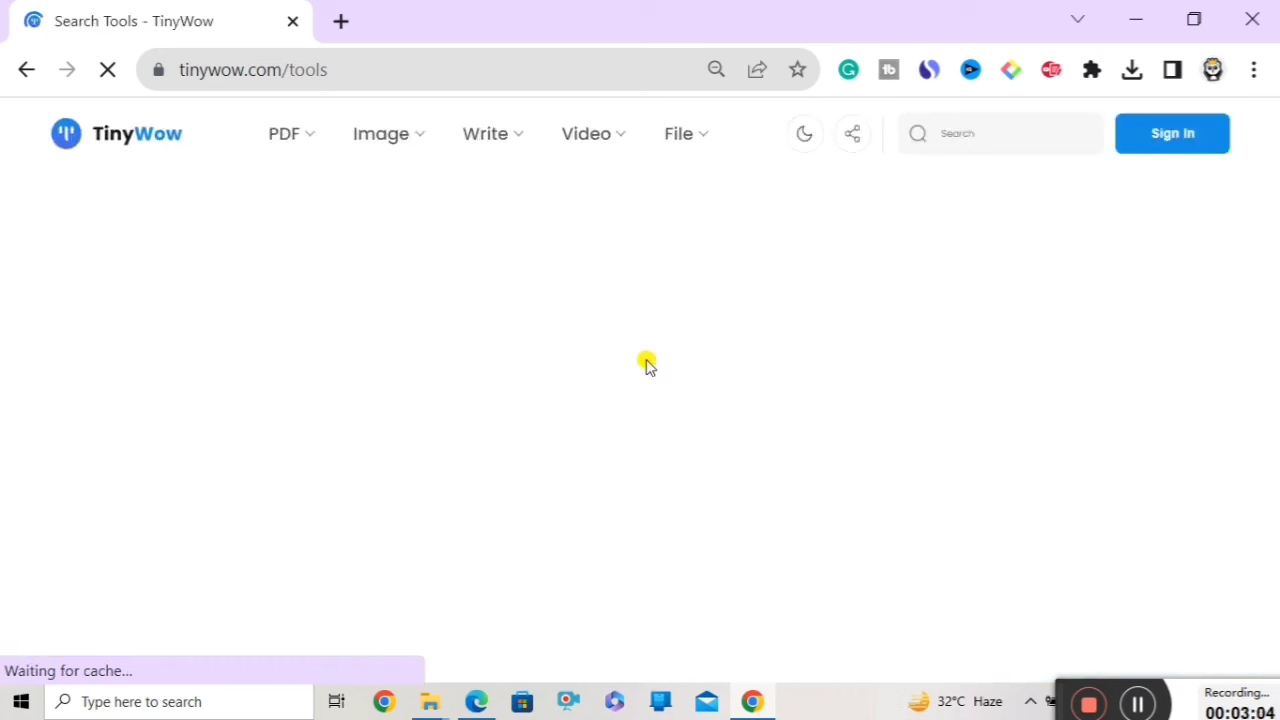 Search Tools - TinyWow
tinywow.com/tools
TinyWow
PDF
Image
Write
Video
File
Search
Sign In
Waiting for cache...
Type here to search
32°C Haze
Recording...
00:03:04